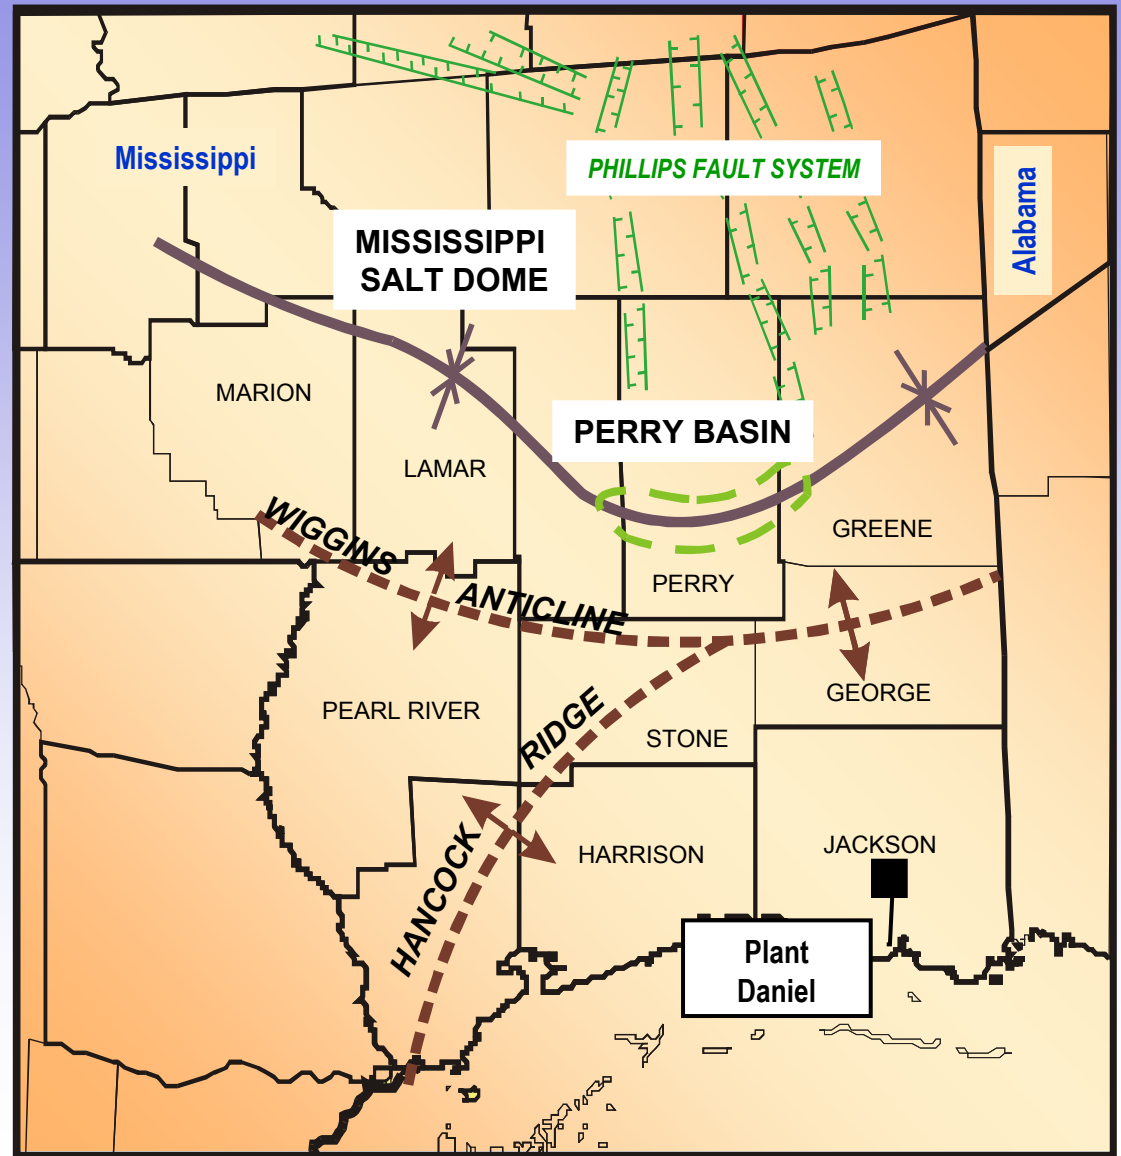 Mississippi
PHILLIPS FAULT SYSTEM
Alabama
MISSISSIPPI
SALT DOME
MARION
PERRY BASIN
LAMAR
WIGGINS
ANTICLINE
GREENE
PERRY
PEARL RIVER
GEORGE
RIDGE
STONE
HANCOCK
HARRISON
JACKSON
Plant
Daniel